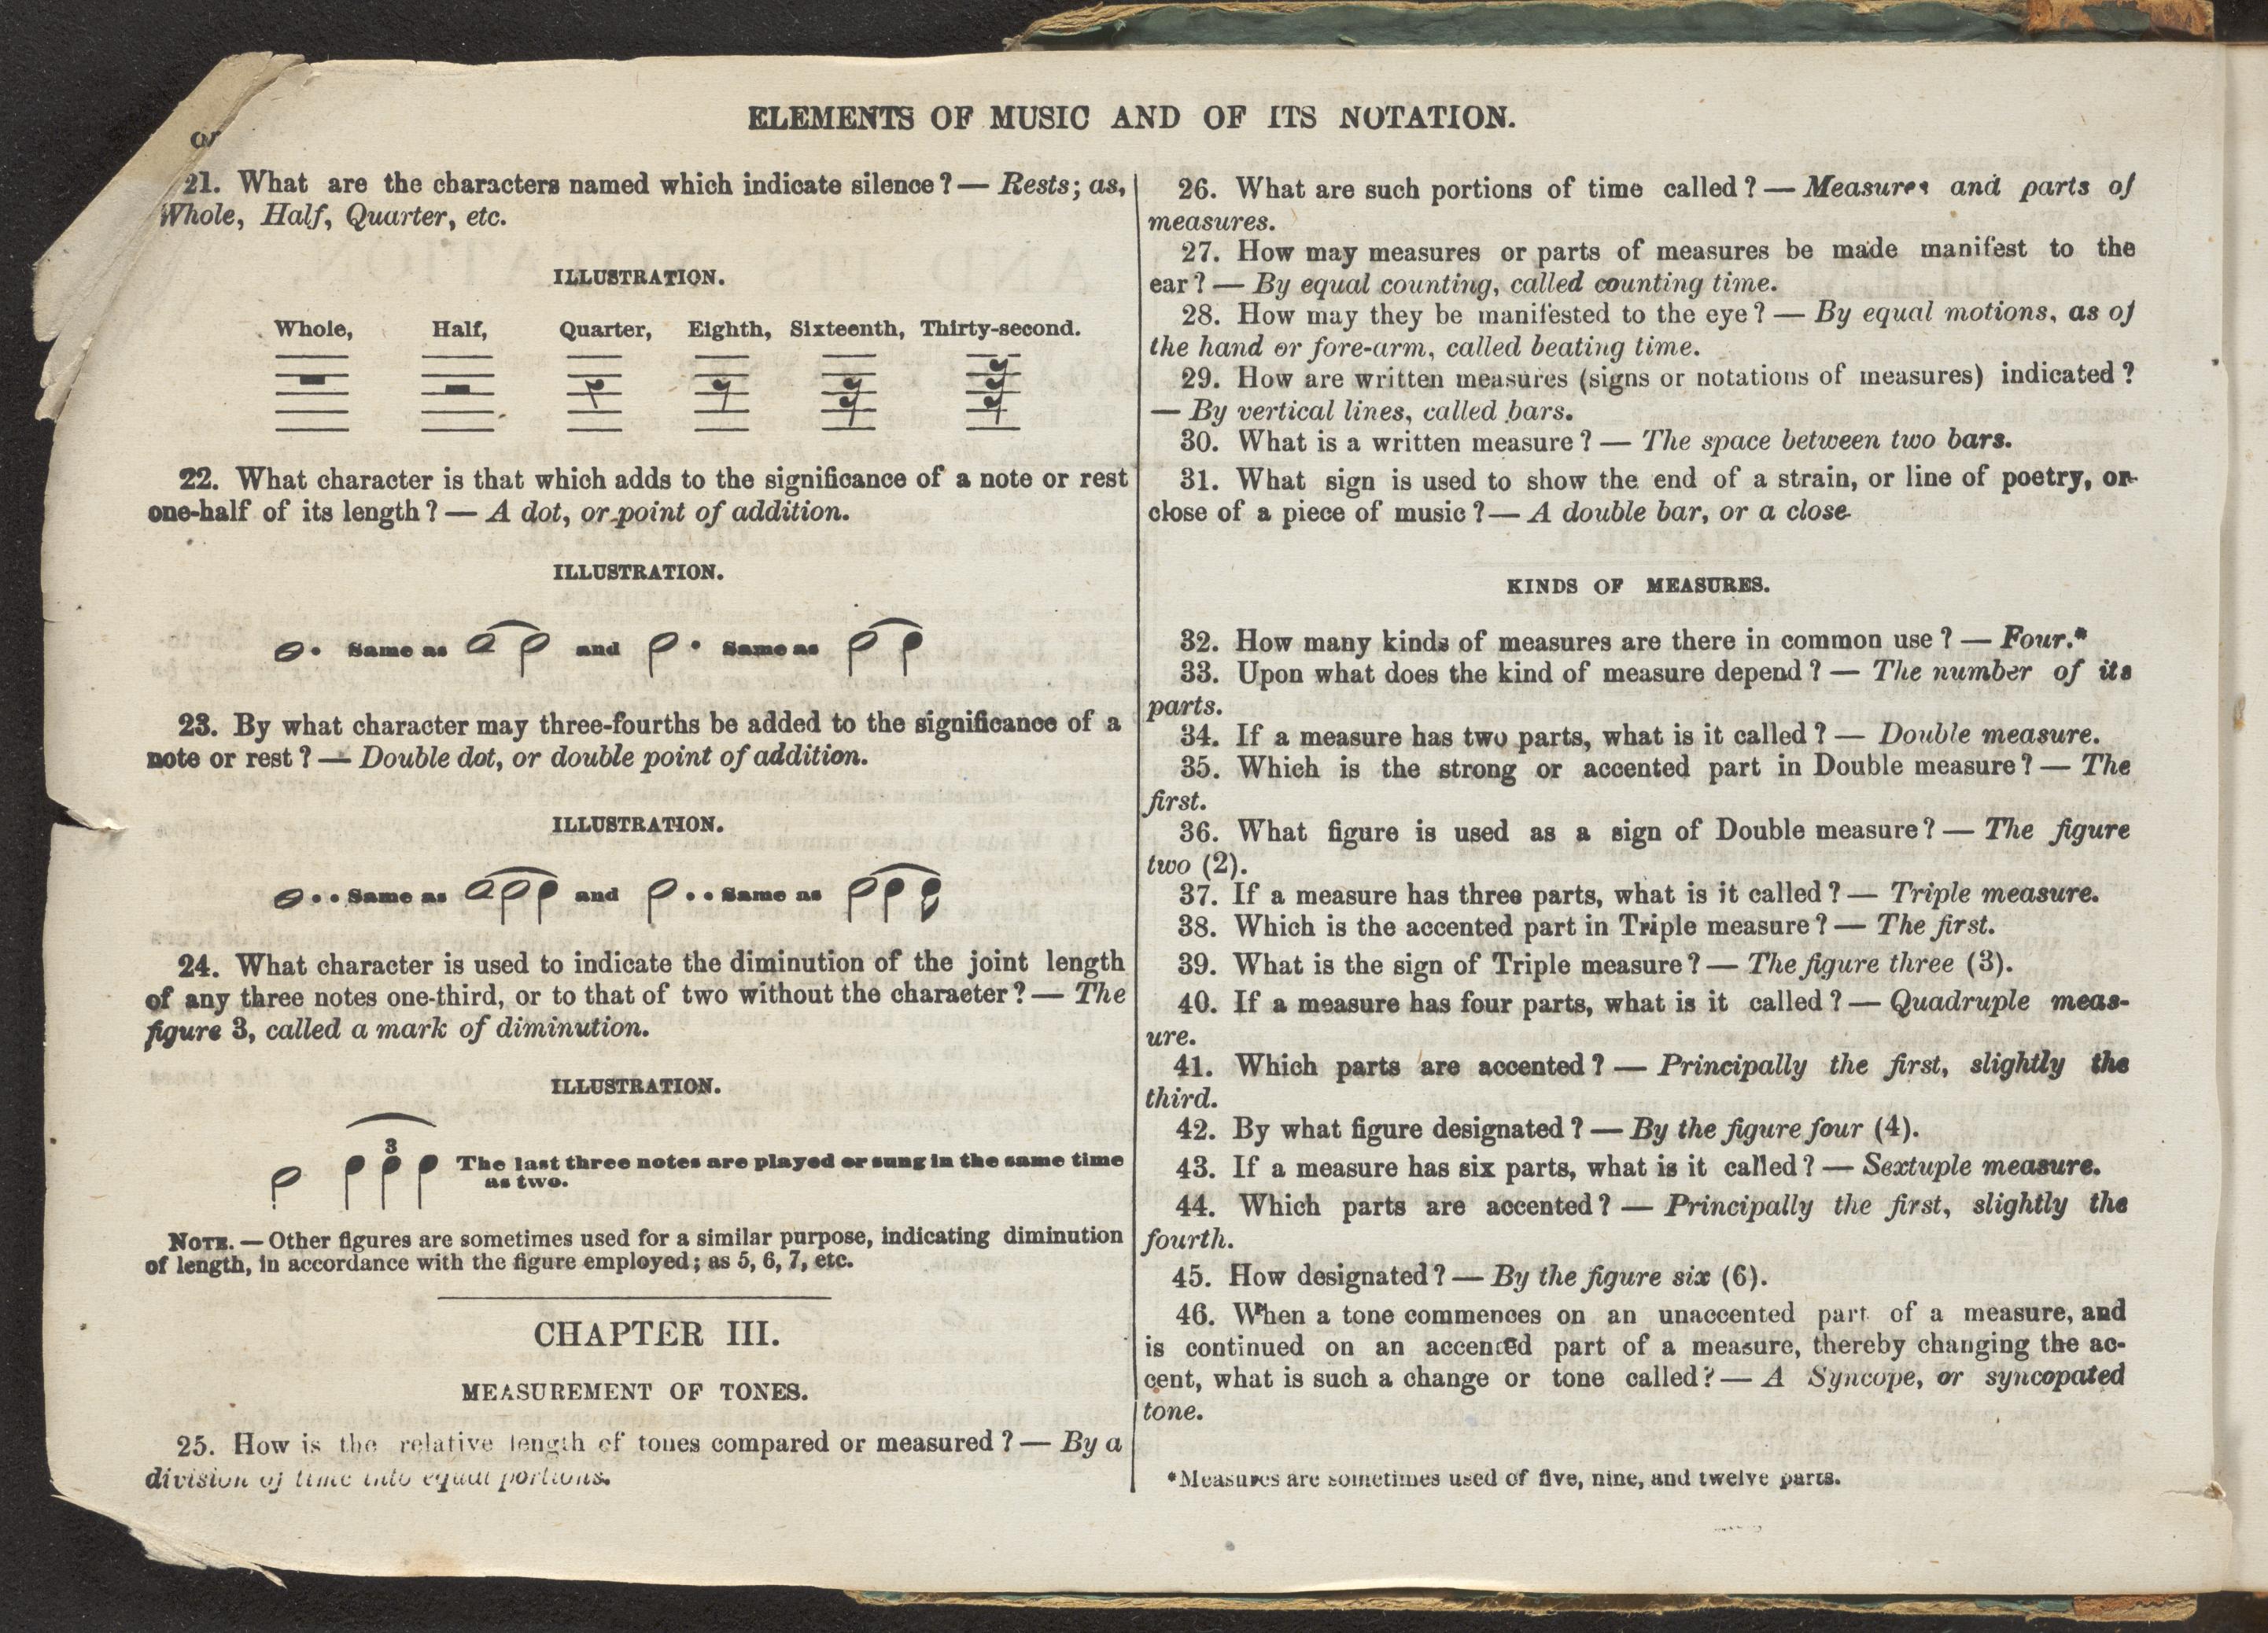 ELEMENTS OF MUSIC AND OF ITS NOTATION.
21. What are the characters named which indicate silence? — Rests; as,
Whole, Half, Quarter, etc.
ILLUSTRATION.
Whole, Half, Quarter, Eighth, Sixteenth, Thirty-second.
22. What character is that which adds to the significance of a note or rest
one-half of its length? — A dot, or point of addition.
ILLUSTRATION.
Same as and Same as
23. By what character may three-fourths be added to the significance of a
note or rest? — Double dot, or double point of addition.
ILLUSTRATION.
Same as and Same as
24. What character is used to indicate the diminution of the joint length
of any three notes one-third, or to that of two without the character? — The
figure 3, called a mark of diminution.
ILLUSTRATION.
3
The last three notes are played or sung in the same time
as two.
NOTE. — Other figures are sometimes used for a similar purpose, indicating diminution
of length, in accordance with the figure employed; as 5, 6, 7, etc.
CHAPTER III.
MEASUREMENT OF TONES.
25. How is the relative length of tones compared or measured? — By a
division of time into equal portions.
26. What are such portions of time called? — Measures and parts of
measures.
27. How may measures or parts of measures be made manifest to the
ear? — By equal counting, called counting time.
28. How may they be manifested to the eye? — By equal motions, as of
the hand or fore-arm, called beating time.
29. How are written measures (signs or notations of measures) indicated?
— By vertical lines, called bars.
30. What is a written measure? — The space between two bars.
31. What sign is used to show the end of a strain, or line of poetry, or
close of a piece of music? — A double bar, or a close
KINDS OF MEASURES.
32. How many kinds of measures are there in common use? — Four.*
33. Upon what does the kind of measure depend? — The number of its
parts.
34. If a measure has two parts, what is it called? — Double measure.
35. Which is the strong or accented part in Double measure? — The
first.
36. What figure is used as a sign of Double measure? — The figure
two (2).
37. If a measure has three parts, what is it called? — Triple measure.
38. Which is the accented part in Triple measure? — The first.
39. What is the sign of Triple measure? — The figure three (3).
40. If a measure has four parts, what is it called? — Quadruple meas-
ure.
41. Which parts are accented? — Principally the first, slightly the
third.
42. By what figure designated? — By the figure four (4).
43. If a measure has six parts, what is it called? — Sextuple measure.
44. Which parts are accented? — Principally the first, slightly the
fourth.
45. How designated? — By the figure six (6).
46. When a tone commences on an unaccented part of a measure, and
is continued on an accented part of a measure, thereby changing the ac-
cent, what is such a change or tone called? — A Syncope, or syncopated
tone.
*Measures are sometimes used of five, nine, and twelve parts.